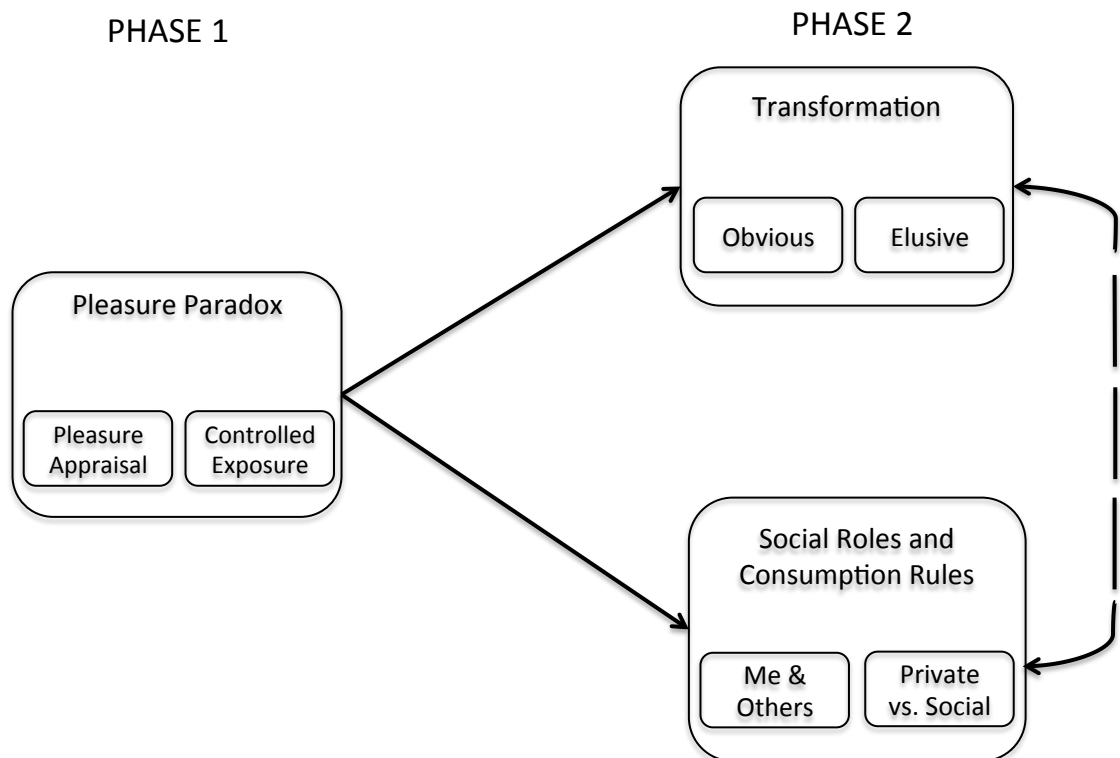 PHASE 1
PHASE 2
Pleasure Paradox
Pleasure
Appraisal
Controlled
Exposure
Transformation
Obvious
Elusive
Social Roles and
Consumption Rules
Me &
Others
Private
vs. Social